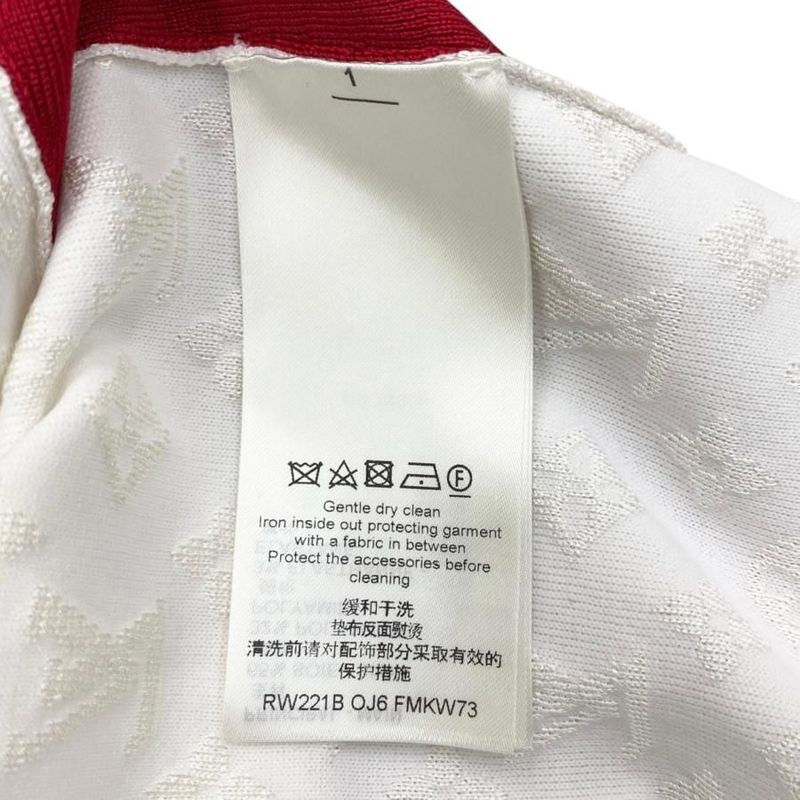 1
Gentle dry clean
Iron inside out protecting garment
with a fabric in between
Protect the accessories before
cleaning
缓和干洗
垫布反面熨烫
清洗前请对配饰部分采取有效的
保护措施
RW221B OJ6 FMKW73